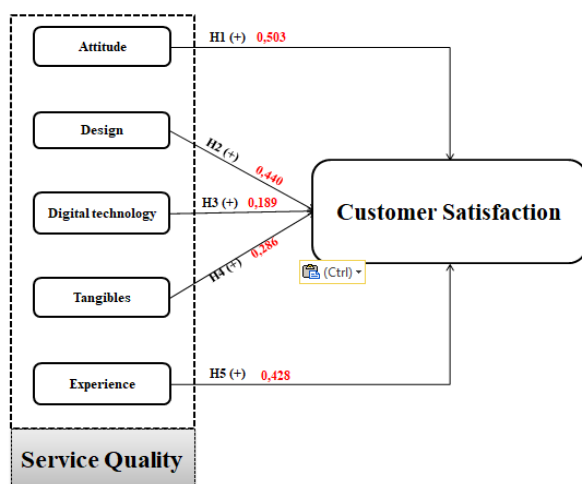 Attitude
H1 (+) 0,503
Design
H2 (+) 0,440
Digital technology
H3 (+) 0,189
Customer Satisfaction
Tangibles
H4 (+) 0,286
(Ctrl)
Experience
H5 (+) 0,428
Service Quality